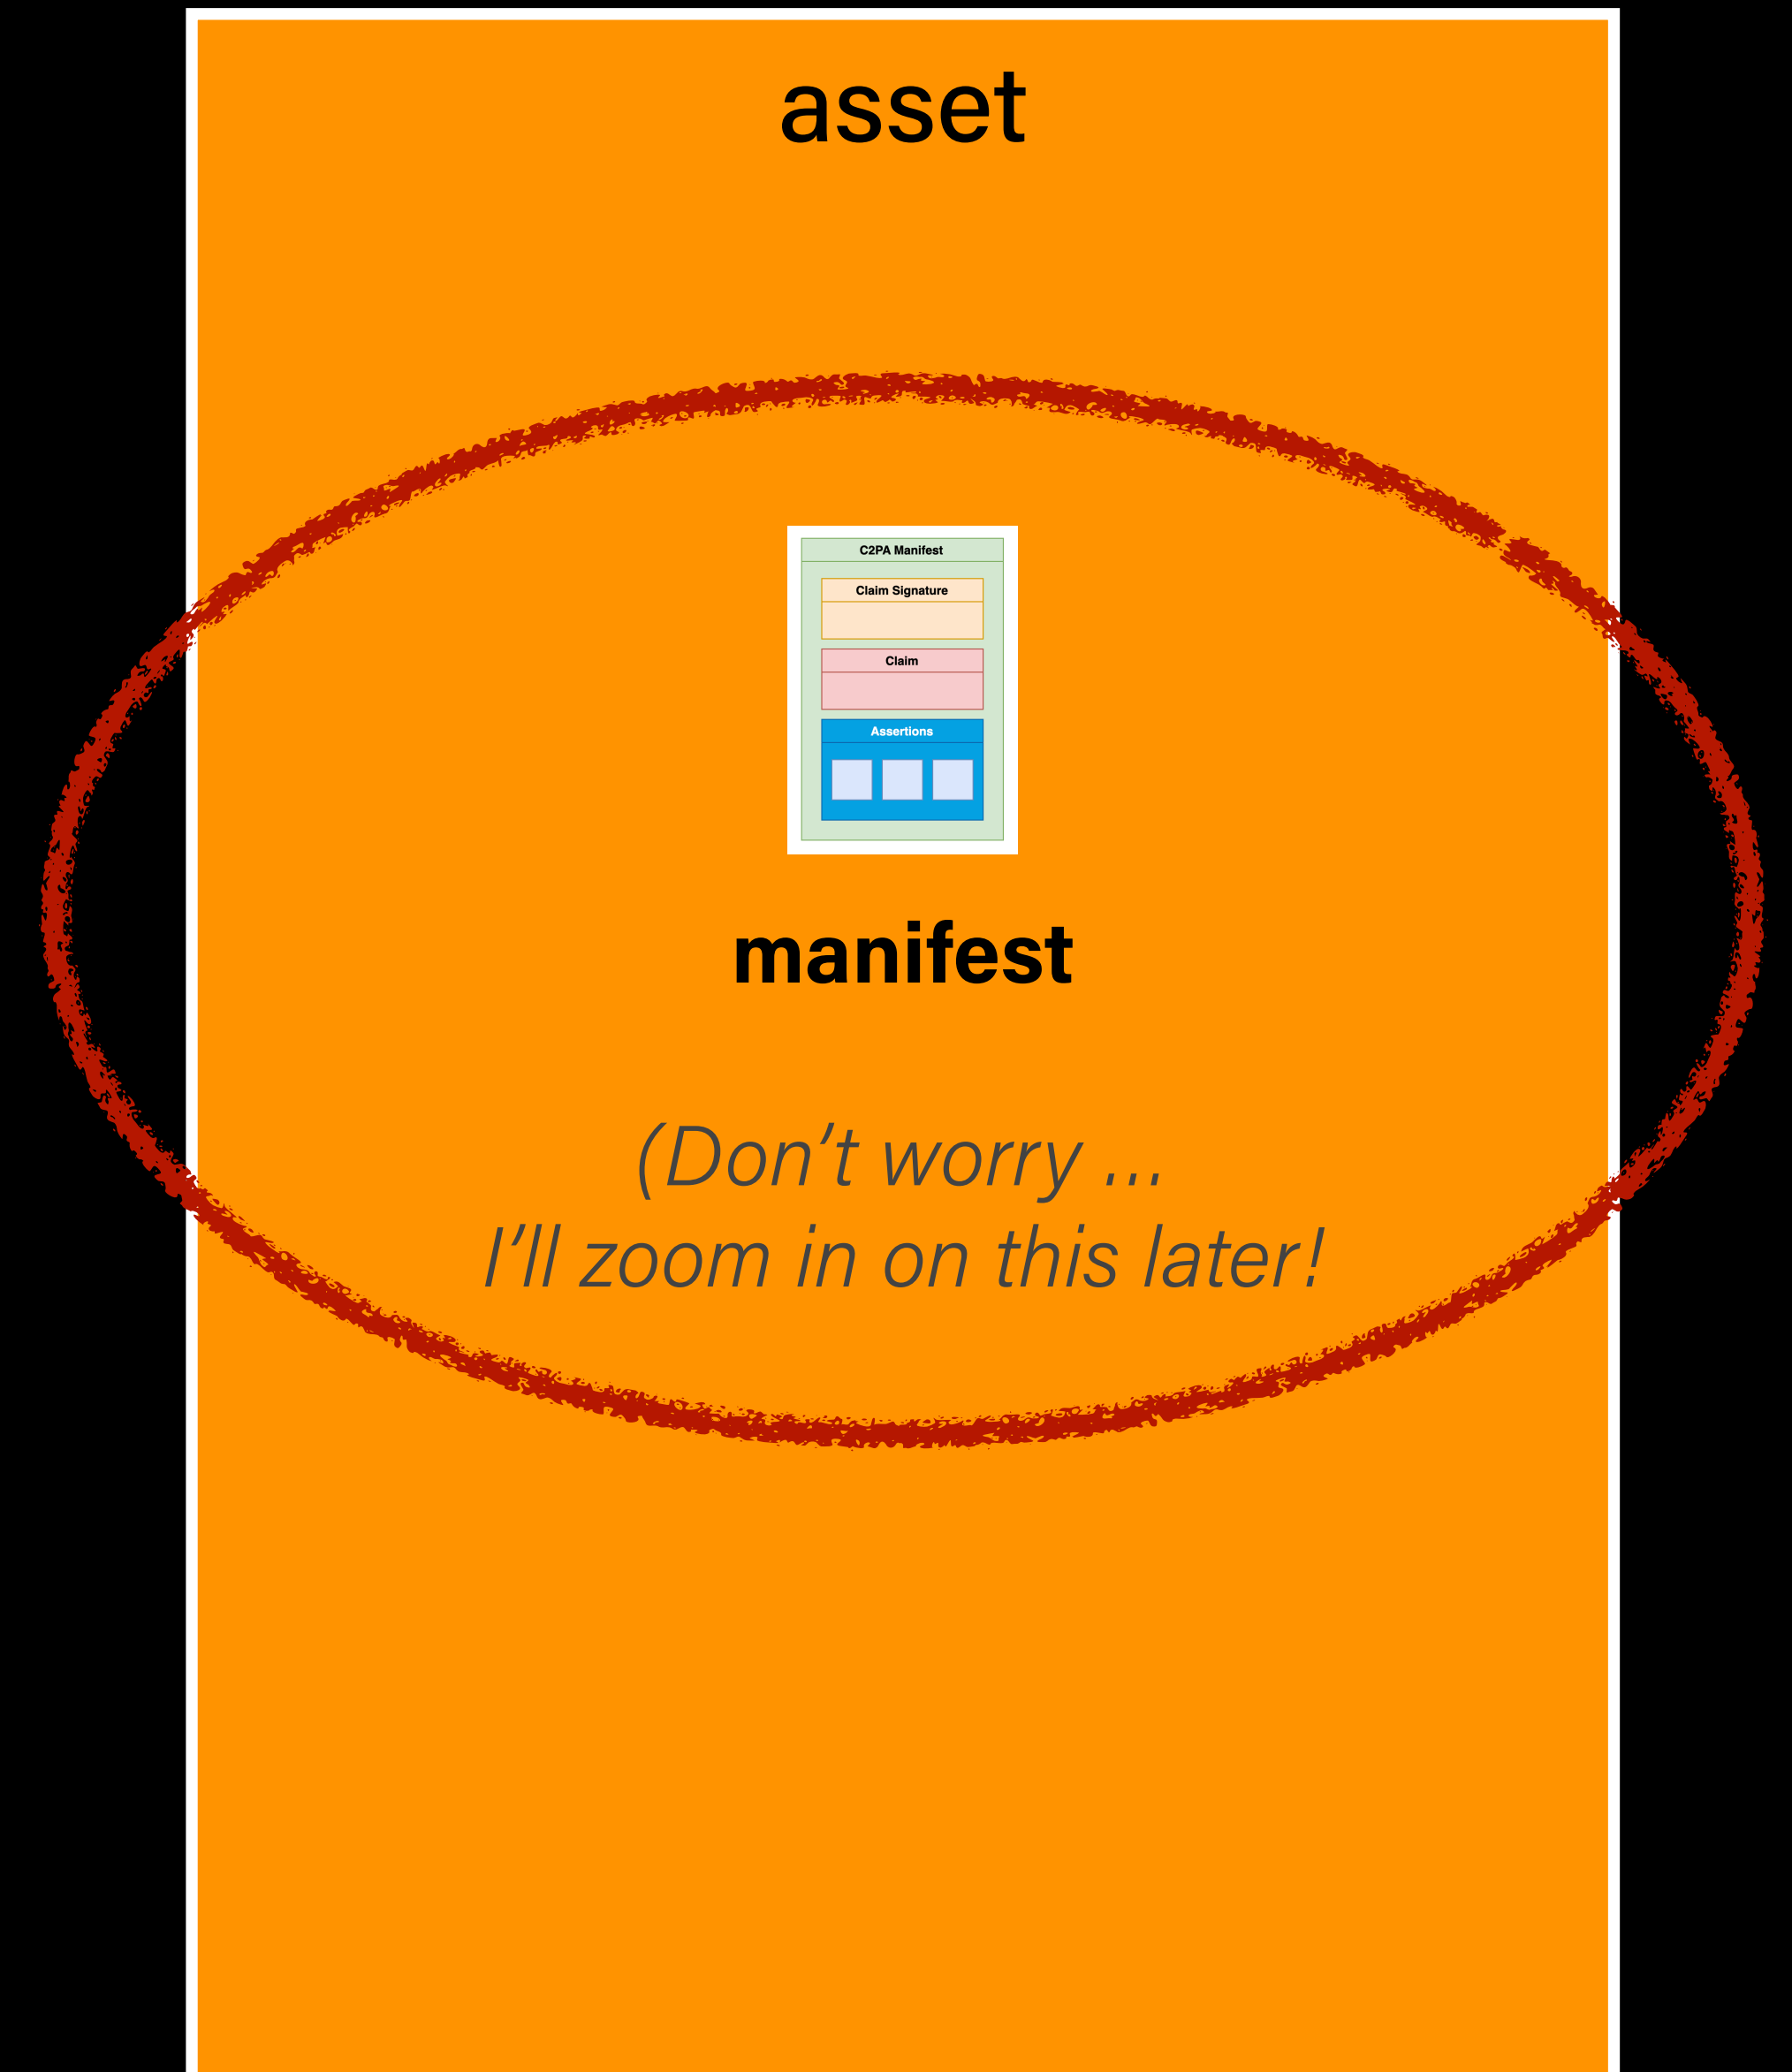 asset
C2PA Manifest
Claim Signature
Claim
Assertions
manifest
(Don’t worry ...
I’ll zoom in on this later!